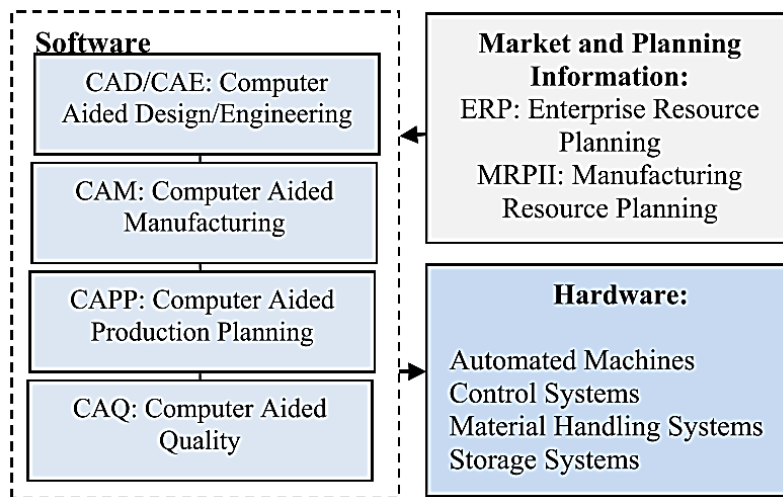 Software
CAD/CAE: Computer
Aided Design/Engineering
CAM: Computer Aided
Manufacturing
CAPP: Computer Aided
Production Planning
CAQ: Computer Aided
Quality
Market and Planning
Information:
ERP: Enterprise Resource
Planning
MRPII: Manufacturing
Resource Planning
Hardware:
Automated Machines
Control Systems
Material Handling Systems
Storage Systems